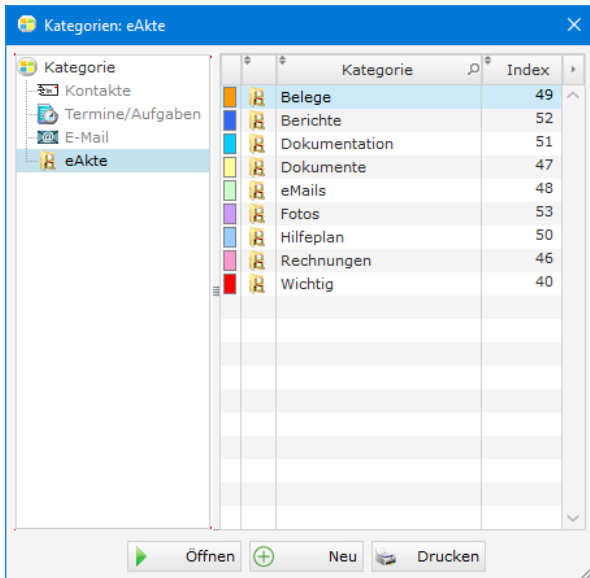 Kategorien: eAkte
Kategorie
Kontakte
Termine/Aufgaben
E-Mail
eAkte
Kategorie Index
Belege 49
Berichte 52
Dokumentation 51
Dokumente 47
eMails 48
Fotos 53
Hilfeplan 50
Rechnungen 46
Wichtig 40
Öffnen Neu Drucken